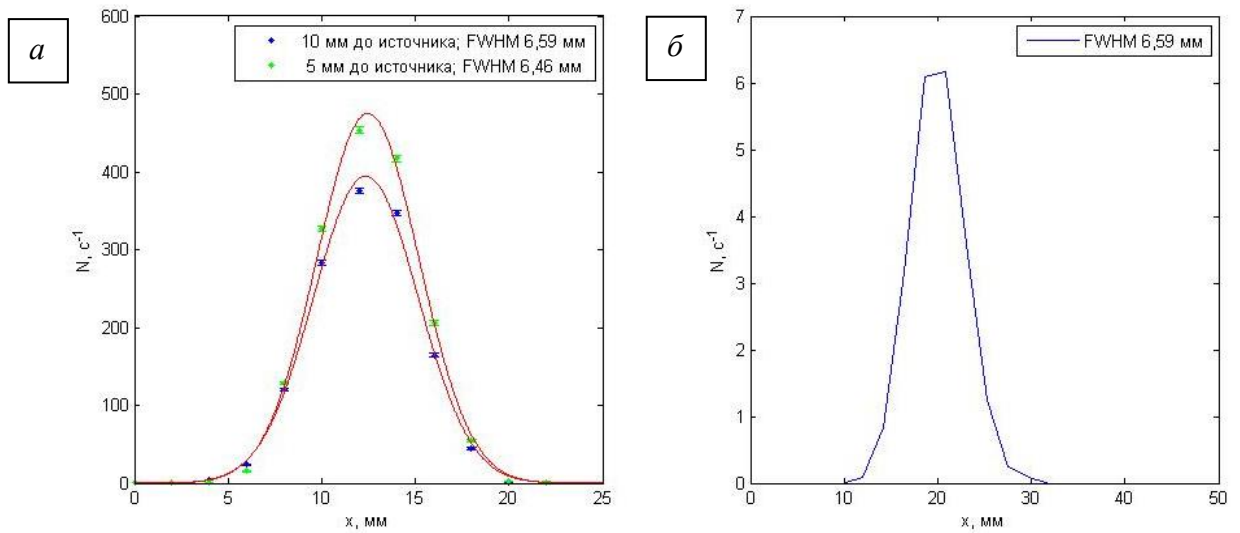 а
600
500
400
300
200
100
0
0 5 10 15 20 25
N, с⁻¹
x, мм
10 мм до источника; FWHM 6,59 мм
5 мм до источника; FWHM 6,46 мм
б
7
6
5
4
3
2
1
0
0 10 20 30 40 50
N, с⁻¹
x, мм
FWHM 6,59 мм